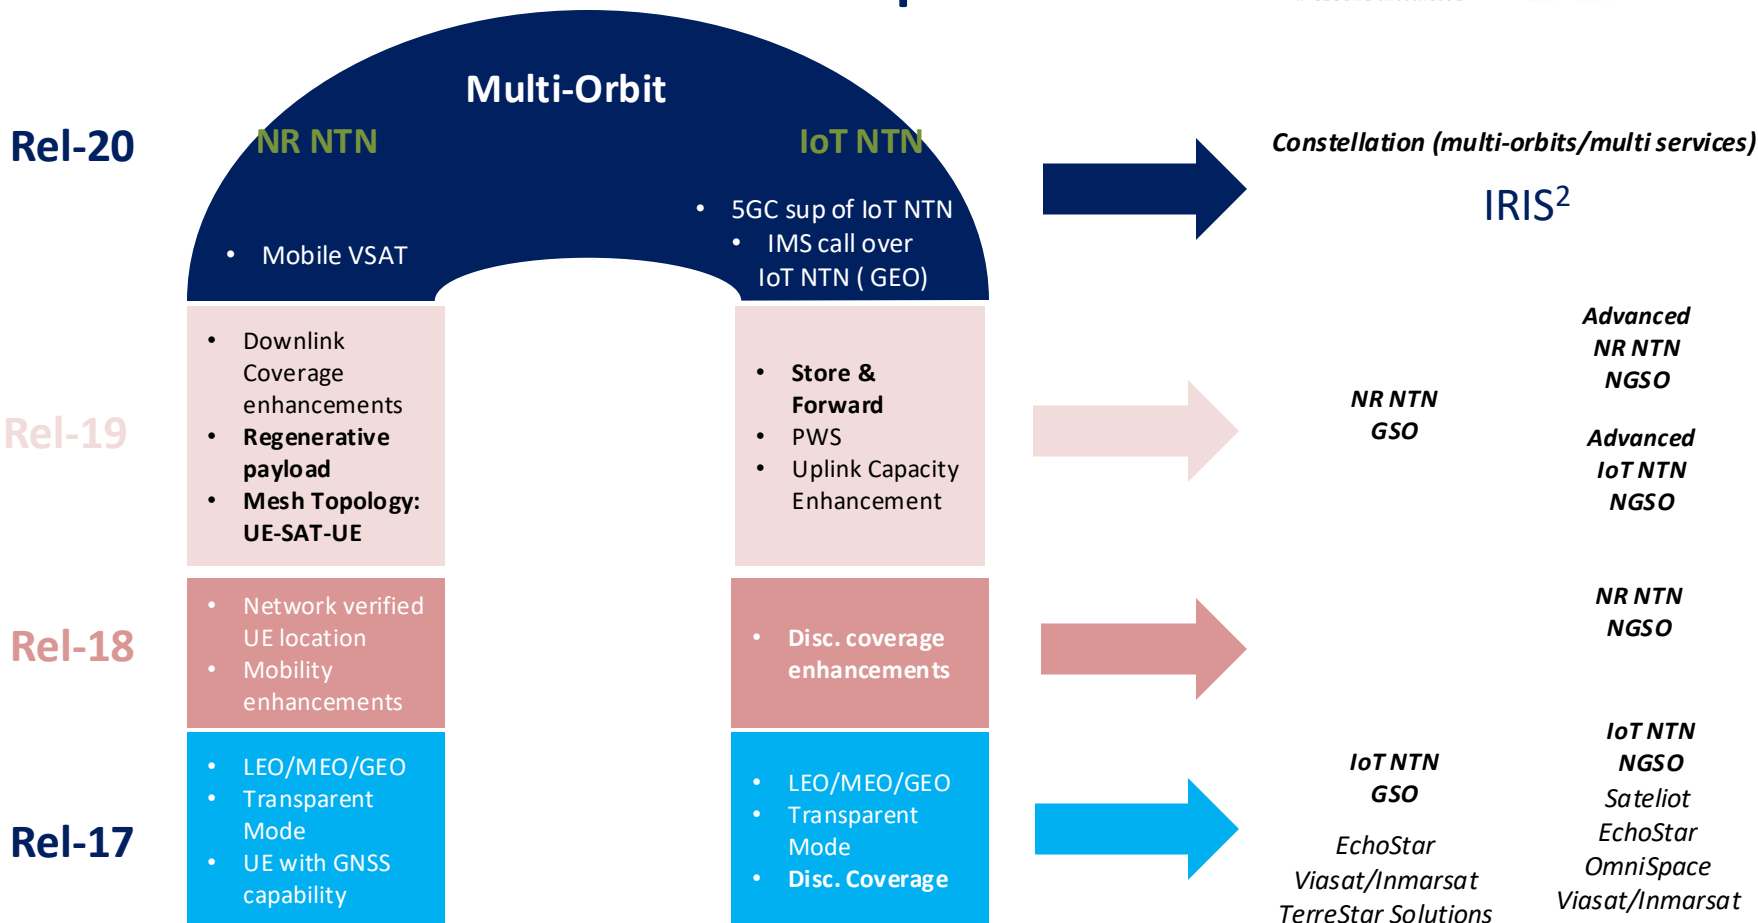 Multi-Orbit
Rel-20
NR NTN
IoT NTN
• Mobile VSAT
• 5GC sup of IoT NTN
• IMS call over
IoT NTN ( GEO)
Constellation (multi-orbits/multi services)
IRIS²
Rel-19
• Downlink
Coverage
enhancements
• Regenerative
payload
• Mesh Topology:
UE-SAT-UE
• Store &
Forward
• PWS
• Uplink Capacity
Enhancement
NR NTN
GSO
Advanced
NR NTN
NGSO
Advanced
IoT NTN
NGSO
Rel-18
• Network verified
UE location
• Mobility
enhancements
• Disc. coverage
enhancements
NR NTN
NGSO
Rel-17
• LEO/MEO/GEO
• Transparent
Mode
• UE with GNSS
capability
• LEO/MEO/GEO
• Transparent
Mode
• Disc. Coverage
IoT NTN
GSO
EchoStar
Viasat/Inmarsat
TerreStar Solutions
IoT NTN
NGSO
Sateliot
EchoStar
OmniSpace
Viasat/Inmarsat